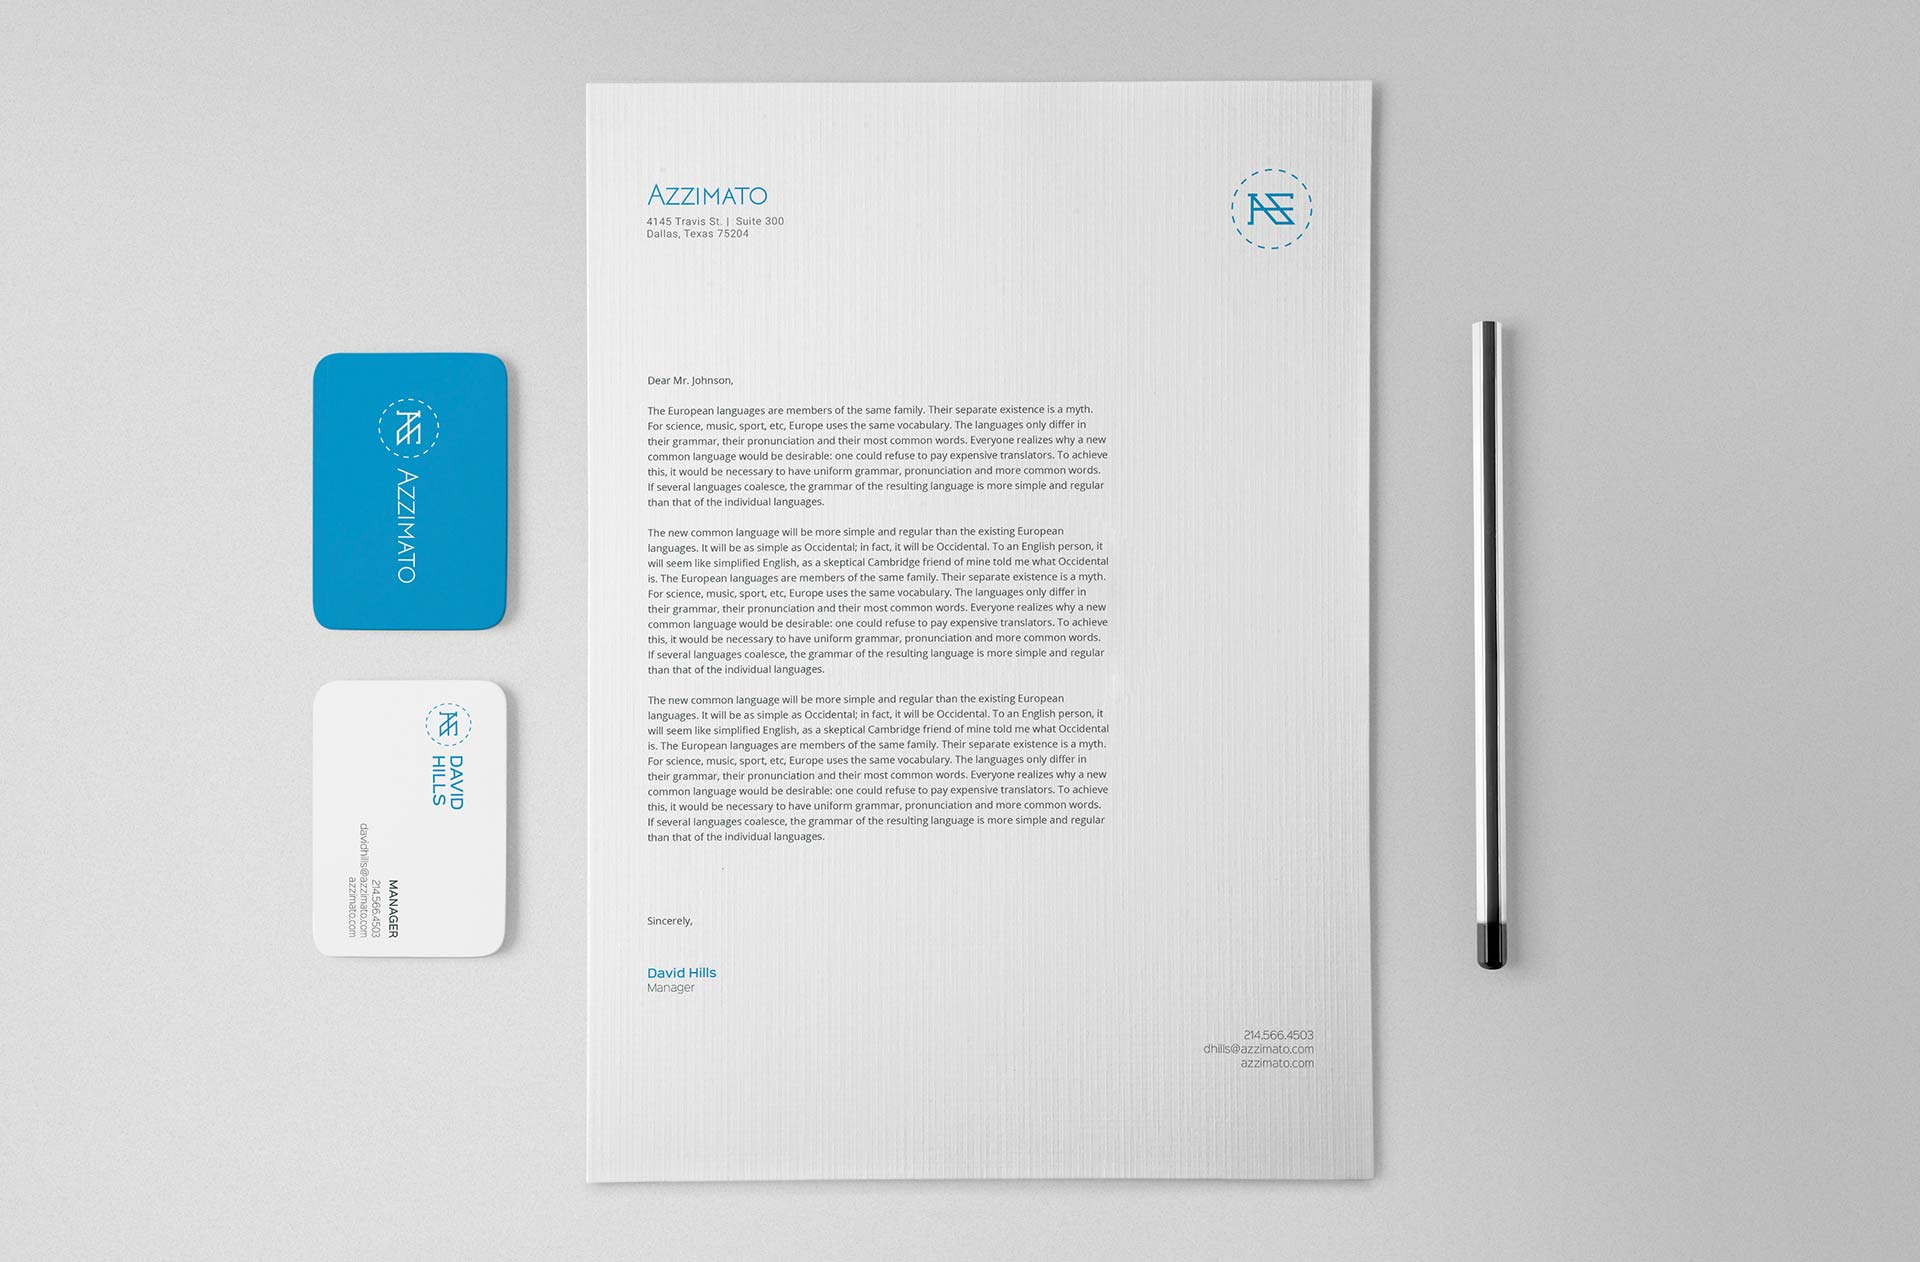 AZZIMATO
4145 Travis St. | Suite 300
Dallas, Texas 75204
Dear Mr. Johnson,
The European languages are members of the same family. Their separate existence is a myth.
For science, music, sport, etc, Europe uses the same vocabulary. The languages only differ in
their grammar, their pronunciation and their most common words. Everyone realizes why a new
common language would be desirable: one could refuse to pay expensive translators. To achieve
this, it would be necessary to have uniform grammar, pronunciation and more common words.
If several languages coalesce, the grammar of the resulting language is more simple and regular
than that of the individual languages.
The new common language will be more simple and regular than the existing European
languages. It will be as simple as Occidental; in fact, it will be Occidental. To an English person, it
will seem like simplified English, as a skeptical Cambridge friend of mine told me what Occidental
is. The European languages are members of the same family. Their separate existence is a myth.
For science, music, sport, etc, Europe uses the same vocabulary. The languages only differ in
their grammar, their pronunciation and their most common words. Everyone realizes why a new
common language would be desirable: one could refuse to pay expensive translators. To achieve
this, it would be necessary to have uniform grammar, pronunciation and more common words.
If several languages coalesce, the grammar of the resulting language is more simple and regular
than that of the individual languages.
The new common language will be more simple and regular than the existing European
languages. It will be as simple as Occidental; in fact, it will be Occidental. To an English person, it
will seem like simplified English, as a skeptical Cambridge friend of mine told me what Occidental
is. The European languages are members of the same family. Their separate existence is a myth.
For science, music, sport, etc, Europe uses the same vocabulary. The languages only differ in
their grammar, their pronunciation and their most common words. Everyone realizes why a new
common language would be desirable: one could refuse to pay expensive translators. To achieve
this, it would be necessary to have uniform grammar, pronunciation and more common words.
If several languages coalesce, the grammar of the resulting language is more simple and regular
than that of the individual languages.
Sincerely,
David Hills
Manager
214.566.4503
dhills@azzimato.com
azzimato.com
AZZIMATO
DAVID
HILLS
MANAGER
214.566.4503
davidhills@azzimato.com
azzimato.com